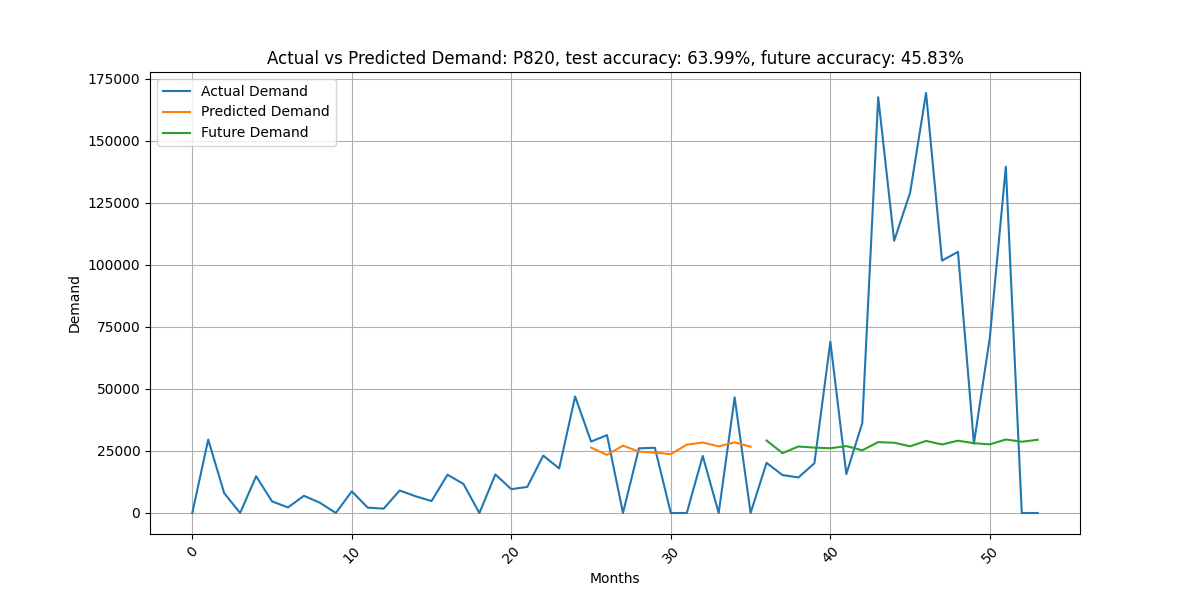 Actual vs Predicted Demand: P820, test accuracy: 63.99%, future accuracy: 45.83%
Actual Demand
Predicted Demand
Future Demand
175000
150000
125000
100000
75000
50000
25000
0
Demand
0 10 20 30 40 50
Months